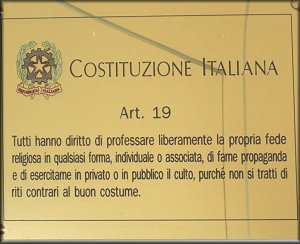 COSTITUZIONE ITALIANA
Art. 19
Tutti hanno diritto di professare liberamente la propria fede
religiosa in qualsiasi forma, individuale o associata, di farne propaganda
e di esercitarne in privato o in pubblico il culto, purché non si tratti di
riti contrari al buon costume.